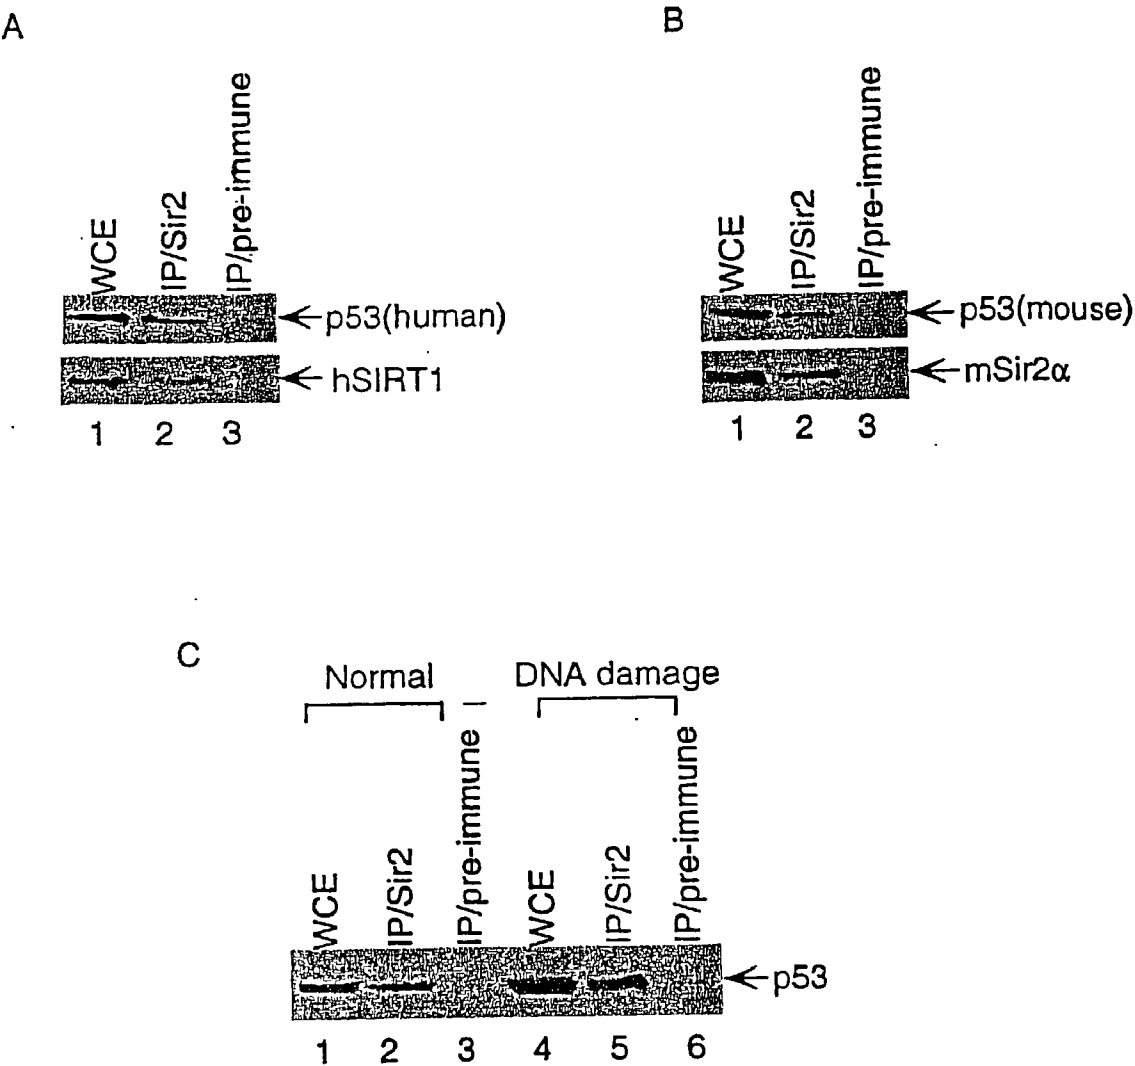 A
WCE
IP/Sir2
IP/pre-immune
p53(human)
hSIRT1
1 2 3
B
WCE
IP/Sir2
IP/pre-immune
p53(mouse)
mSir2α
1 2 3
C
Normal
DNA damage
WCE
IP/Sir2
IP/pre-immune
WCE
IP/Sir2
IP/pre-immune
p53
1 2 3 4 5 6